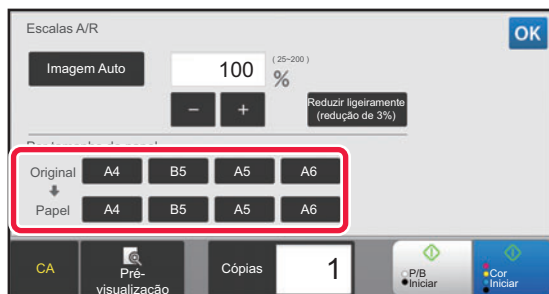 Escalas A/R
OK
Imagem Auto
100
(25~200)
%
−
+
Reduzir ligeiramente
(redução de 3%)
Original
A4
B5
A5
A6
Papel
A4
B5
A5
A6
CA
Pré-
visualização
Cópias
1
P/B
Iniciar
Cor
Iniciar